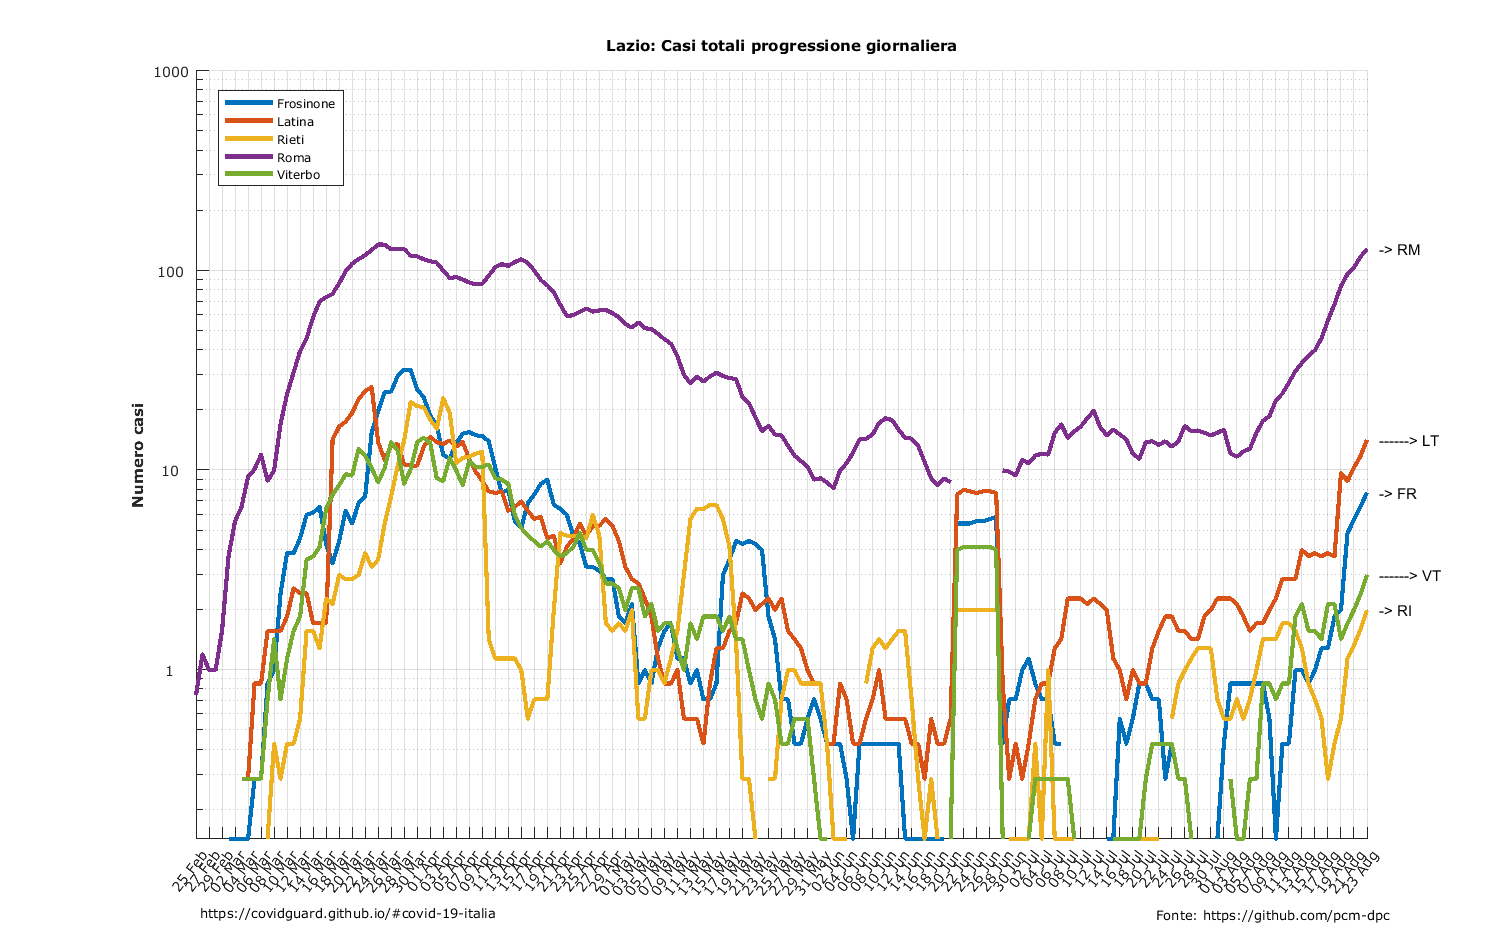 Lazio: Casi totali progressione giornaliera
1000
100
10
1
Numero casi
Frosinone
Latina
Rieti
Roma
Viterbo
-> RM
------> LT
-> FR
------> VT
-> RI
25 Feb
27 Feb
29 Feb
02 Mar
04 Mar
06 Mar
08 Mar
10 Mar
12 Mar
14 Mar
16 Mar
18 Mar
20 Mar
22 Mar
24 Mar
26 Mar
28 Mar
30 Mar
01 Apr
03 Apr
05 Apr
07 Apr
09 Apr
11 Apr
13 Apr
15 Apr
17 Apr
19 Apr
21 Apr
23 Apr
25 Apr
27 Apr
29 Apr
01 May
03 May
05 May
07 May
09 May
11 May
13 May
15 May
17 May
19 May
21 May
23 May
25 May
27 May
29 May
31 May
02 Jun
04 Jun
06 Jun
08 Jun
10 Jun
12 Jun
14 Jun
16 Jun
18 Jun
20 Jun
22 Jun
24 Jun
26 Jun
28 Jun
30 Jun
02 Jul
04 Jul
06 Jul
08 Jul
10 Jul
12 Jul
14 Jul
16 Jul
18 Jul
20 Jul
22 Jul
24 Jul
26 Jul
28 Jul
30 Jul
01 Aug
03 Aug
05 Aug
07 Aug
09 Aug
11 Aug
13 Aug
15 Aug
17 Aug
19 Aug
21 Aug
23 Aug
https://covidguard.github.io/#covid-19-italia
Fonte: https://github.com/pcm-dpc